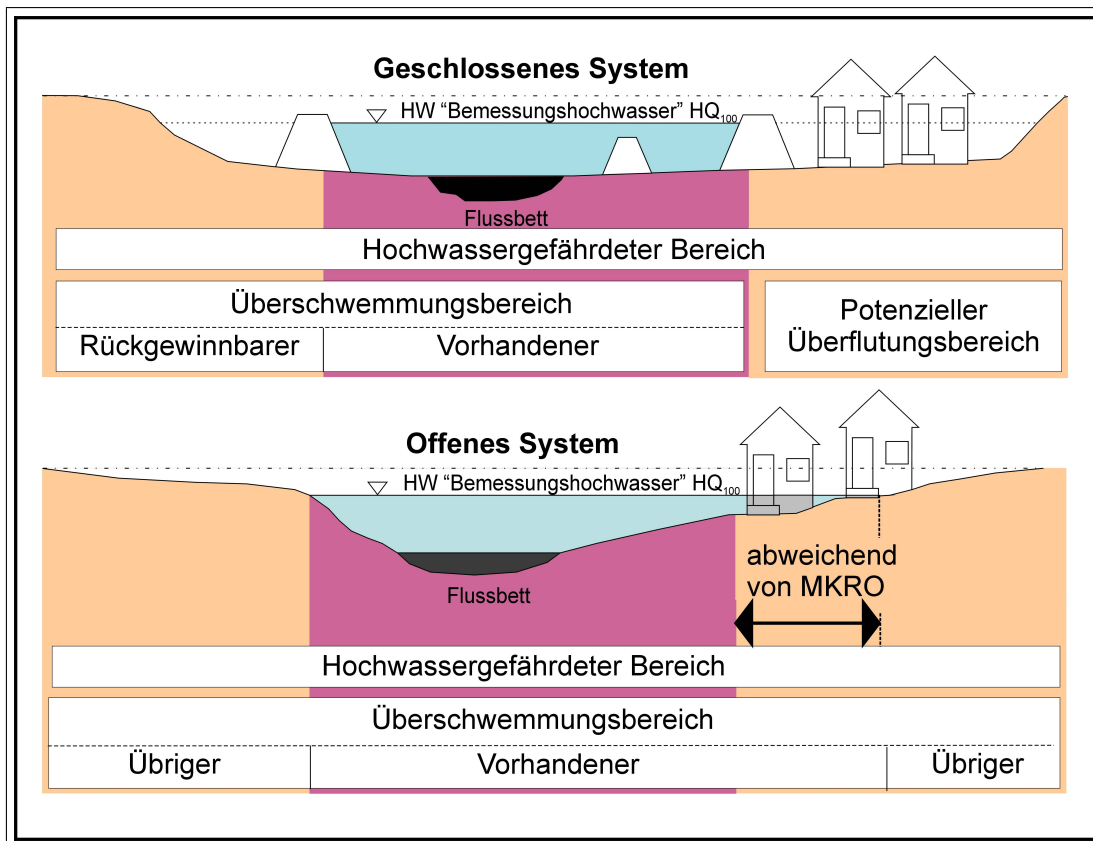 Geschlossenes System
HW “Bemessungshochwasser” HQ100
Flussbett
Hochwassergefährdeter Bereich
Überschwemmungsbereich
Rückgewinnbarer
Vorhandener
Potenzieller
Überflutungsbereich
Offenes System
HW “Bemessungshochwasser” HQ100
Flussbett
abweichend
von MKRO
Hochwassergefährdeter Bereich
Überschwemmungsbereich
Übriger
Vorhandener
Übriger